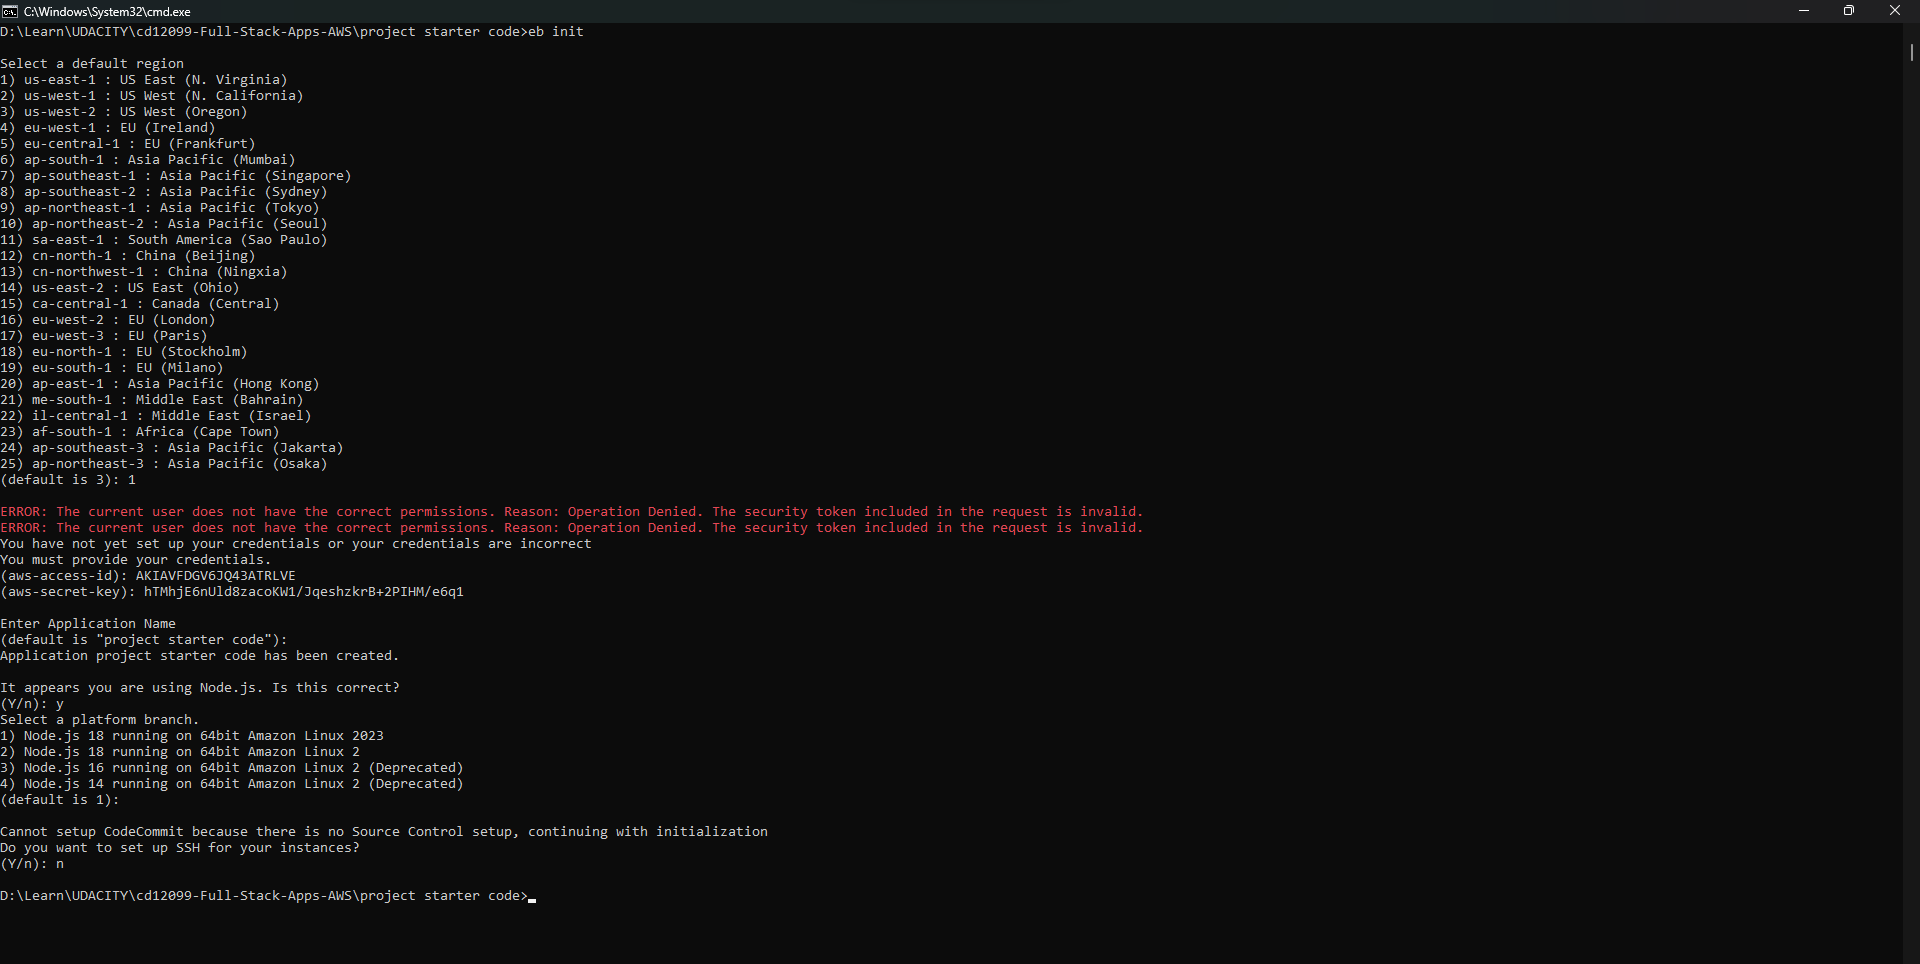 C:\Windows\System32\cmd.exe
D:\Learn\UDACITY\cd12099-Full-Stack-Apps-AWS\project starter code>eb init
Select a default region
1) us-east-1 : US East (N. Virginia)
2) us-west-1 : US West (N. California)
3) us-west-2 : US West (Oregon)
4) eu-west-1 : EU (Ireland)
5) eu-central-1 : EU (Frankfurt)
6) ap-south-1 : Asia Pacific (Mumbai)
7) ap-southeast-1 : Asia Pacific (Singapore)
8) ap-southeast-2 : Asia Pacific (Sydney)
9) ap-northeast-1 : Asia Pacific (Tokyo)
10) ap-northeast-2 : Asia Pacific (Seoul)
11) sa-east-1 : South America (Sao Paulo)
12) cn-north-1 : China (Beijing)
13) cn-northwest-1 : China (Ningxia)
14) us-east-2 : US East (Ohio)
15) ca-central-1 : Canada (Central)
16) eu-west-2 : EU (London)
17) eu-west-3 : EU (Paris)
18) eu-north-1 : EU (Stockholm)
19) eu-south-1 : EU (Milano)
20) ap-east-1 : Asia Pacific (Hong Kong)
21) me-south-1 : Middle East (Bahrain)
22) il-central-1 : Middle East (Israel)
23) af-south-1 : Africa (Cape Town)
24) ap-southeast-3 : Asia Pacific (Jakarta)
25) ap-northeast-3 : Asia Pacific (Osaka)
(default is 3): 1
ERROR: The current user does not have the correct permissions. Reason: Operation Denied. The security token included in the request is invalid.
ERROR: The current user does not have the correct permissions. Reason: Operation Denied. The security token included in the request is invalid.
You have not yet set up your credentials or your credentials are incorrect
You must provide your credentials.
(aws-access-id): AKIAVFDGV6JQ43ATRLVE
(aws-secret-key): hTMhjE6nUld8zacoKW1/JqeshzkrB+2PIHM/e6q1
Enter Application Name
(default is "project starter code"):
Application project starter code has been created.
It appears you are using Node.js. Is this correct?
(Y/n): y
Select a platform branch.
1) Node.js 18 running on 64bit Amazon Linux 2023
2) Node.js 18 running on 64bit Amazon Linux 2
3) Node.js 16 running on 64bit Amazon Linux 2 (Deprecated)
4) Node.js 14 running on 64bit Amazon Linux 2 (Deprecated)
(default is 1):
Cannot setup CodeCommit because there is no Source Control setup, continuing with initialization
Do you want to set up SSH for your instances?
(Y/n): n
D:\Learn\UDACITY\cd12099-Full-Stack-Apps-AWS\project starter code>